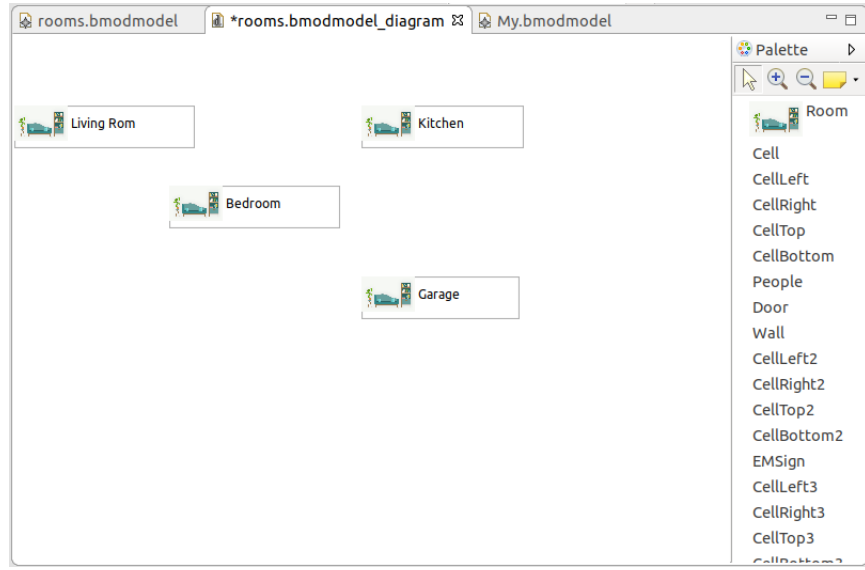 rooms.bmodmodel
*rooms.bmodmodel_diagram
My.bmodmodel
Palette
Living Rom
Kitchen
Bedroom
Garage
Room
Cell
CellLeft
CellRight
CellTop
CellBottom
People
Door
Wall
CellLeft2
CellRight2
CellTop2
CellBottom2
EMSign
CellLeft3
CellRight3
CellTop3